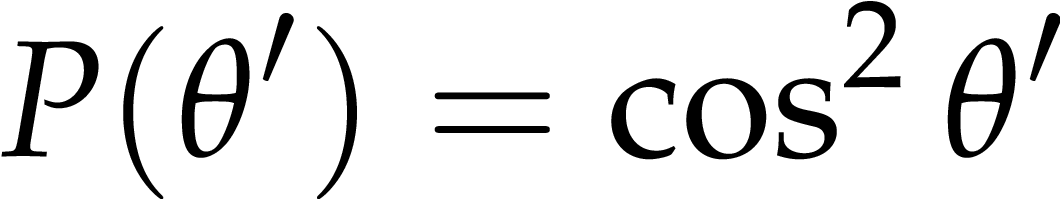 P(θ′) = cos² θ′